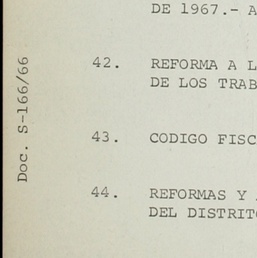 DE 1967.- A
42. REFORMA A L
DE LOS TRAB
43. CODIGO FISC
44. REFORMAS Y
DEL DISTRIT
Doc. S-166/66